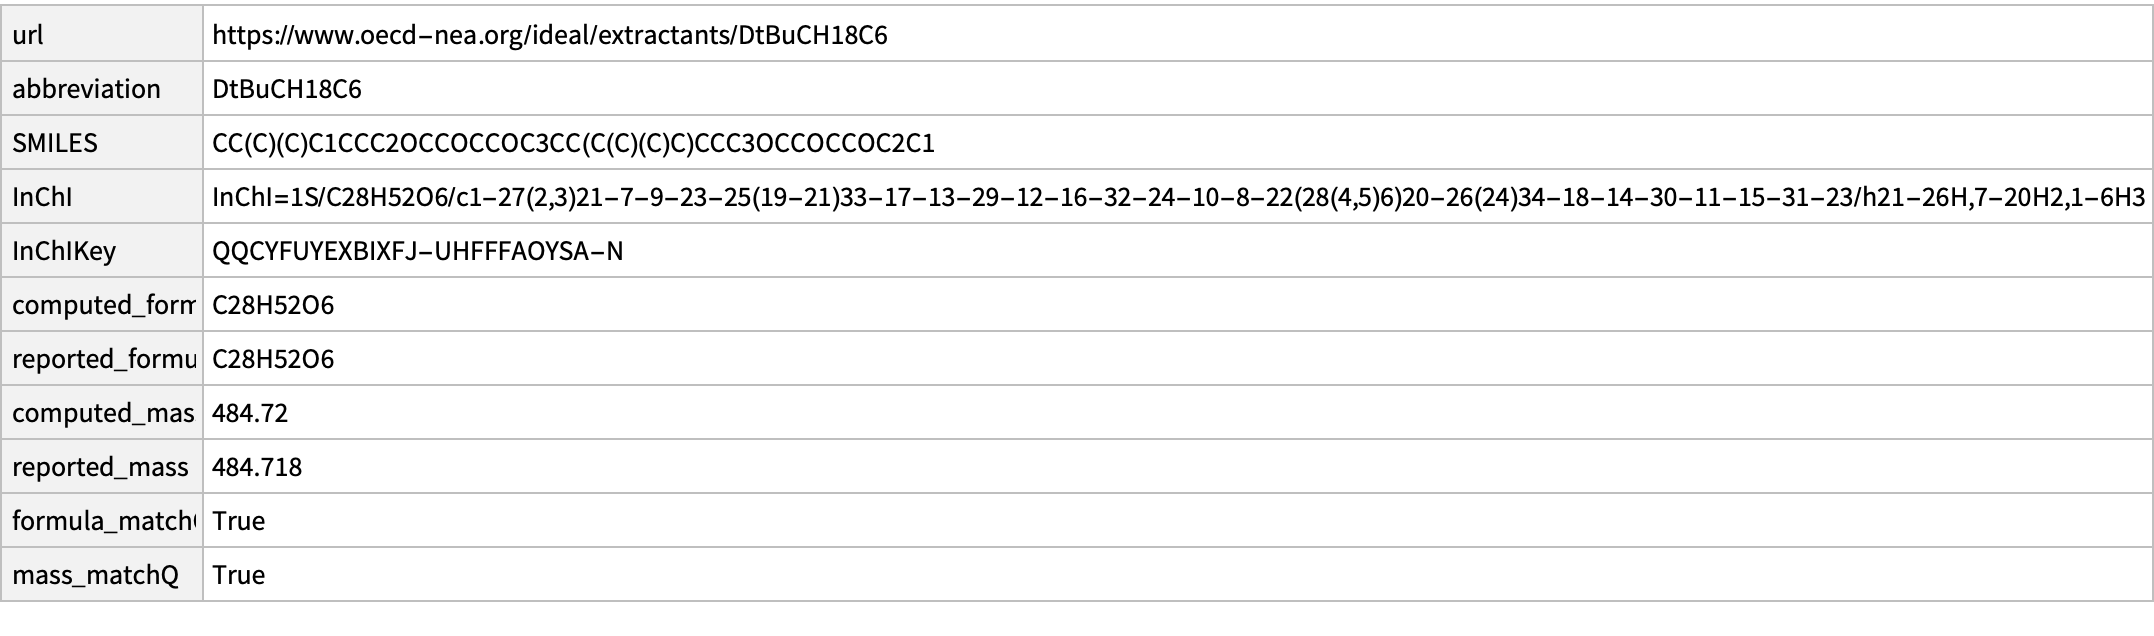 url https://www.oecd-nea.org/ideal/extractants/DtBuCH18C6
abbreviation DtBuCH18C6
SMILES CC(C)(C)C1CCC2OCCOCCOC3CC(C(C)(C)C)CCC3OCCOCCOC2C1
InChI InChI=1S/C28H52O6/c1-27(2,3)21-7-9-23-25(19-21)33-17-13-29-12-16-32-24-10-8-22(28(4,5)6)20-26(24)34-18-14-30-11-15-31-23/h21-26H,7-20H2,1-6H3
InChIKey QQCYFUYEXBIXFJ-UHFFFAOYSA-N
computed_form C28H52O6
reported_formu C28H52O6
computed_mas 484.72
reported_mass 484.718
formula_match True
mass_matchQ True